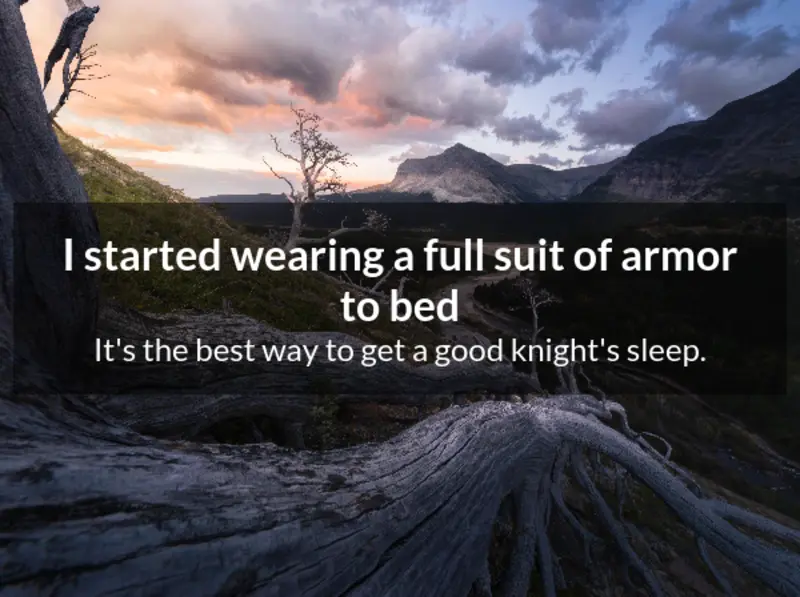 I started wearing a full suit of armor
to bed
It's the best way to get a good knight's sleep.